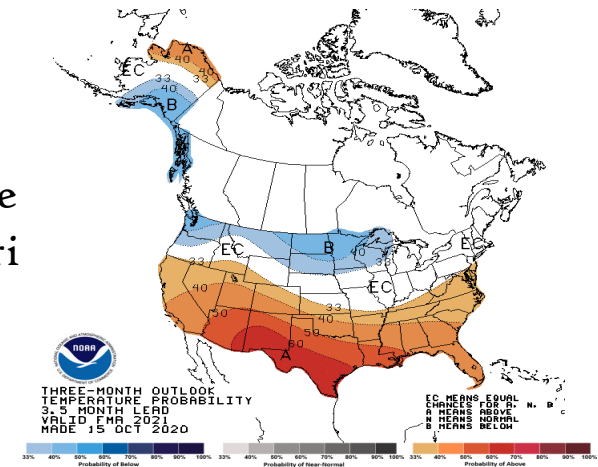 A
40
EC
40
33
33
40
B
e
ri
B
EC
40
33
EC
33
EC
40
33
40
50
50
60
A
NOAA
THREE-MONTH OUTLOOK
TEMPERATURE PROBABILITY
3.5 MONTH LEAD
VALID FMA 2021
MADE 15 OCT 2020
EC MEANS EQUAL
CHANCES FOR A, N, B
A MEANS ABOVE
N MEANS NORMAL
B MEANS BELOW
33% 40% 50% 60% 70% 80% 90% 100%
Probability of Below
33% 40% 50% 60% 70% 80% 90% 100%
Probability of Near-Normal
33% 40% 50% 60% 70% 80% 90% 100%
Probability of Above